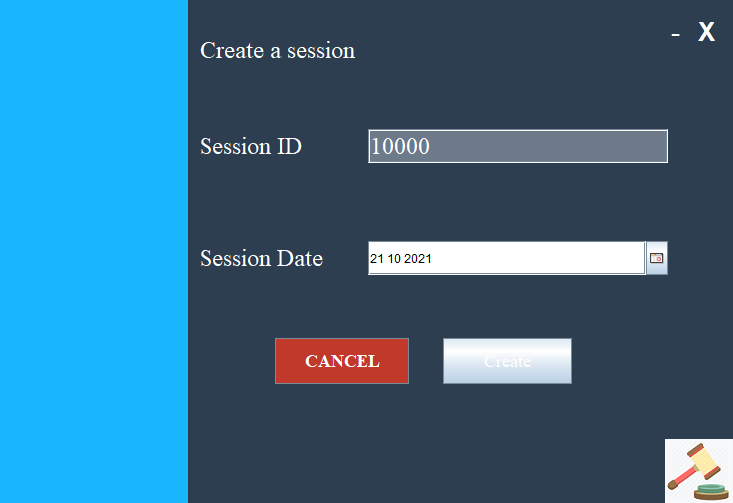 - X
Create a session
Session ID 10000
Session Date 21 10 2021
CANCEL Create